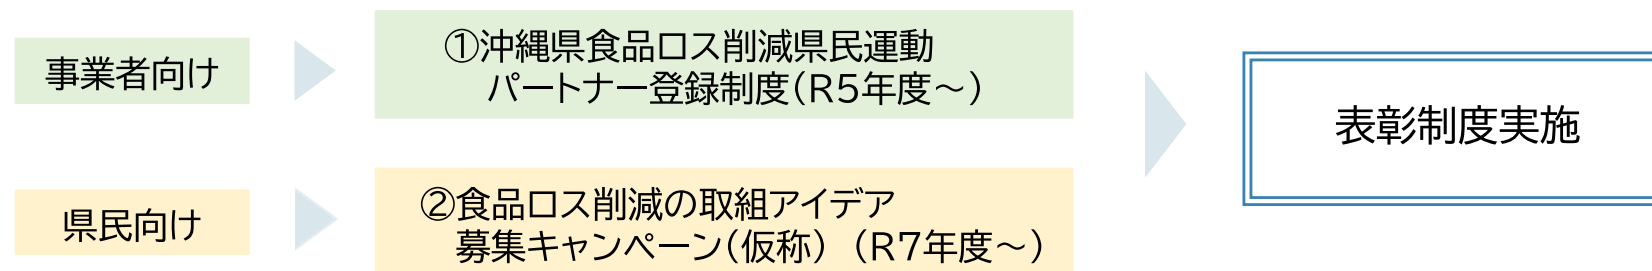 事業者向け
①沖縄県食品ロス削減県民運動
パートナー登録制度(R5年度～)
県民向け
②食品ロス削減の取組アイデア
募集キャンペーン(仮称) (R7年度～)
表彰制度実施